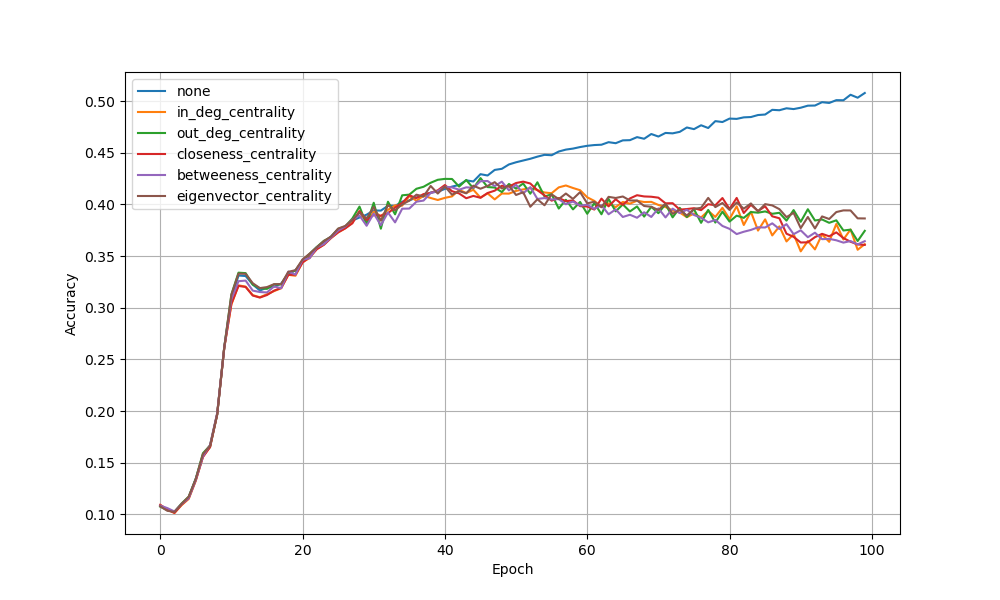 none
in_deg_centrality
out_deg_centrality
closeness_centrality
betweeness_centrality
eigenvector_centrality
0.50
0.45
0.40
0.35
0.30
0.25
0.20
0.15
0.10
Accuracy
0 20 40 60 80 100
Epoch